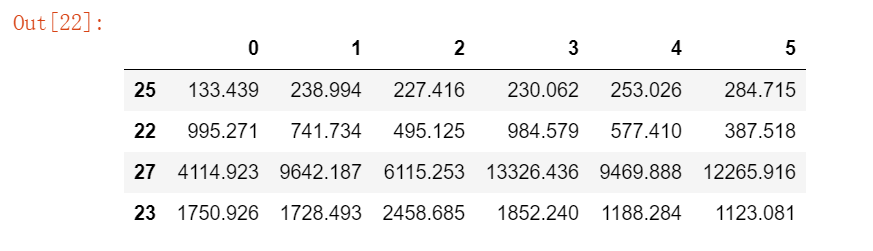 Out[22]:
0 1 2 3 4 5
25 133.439 238.994 227.416 230.062 253.026 284.715
22 995.271 741.734 495.125 984.579 577.410 387.518
27 4114.923 9642.187 6115.253 13326.436 9469.888 12265.916
23 1750.926 1728.493 2458.685 1852.240 1188.284 1123.081